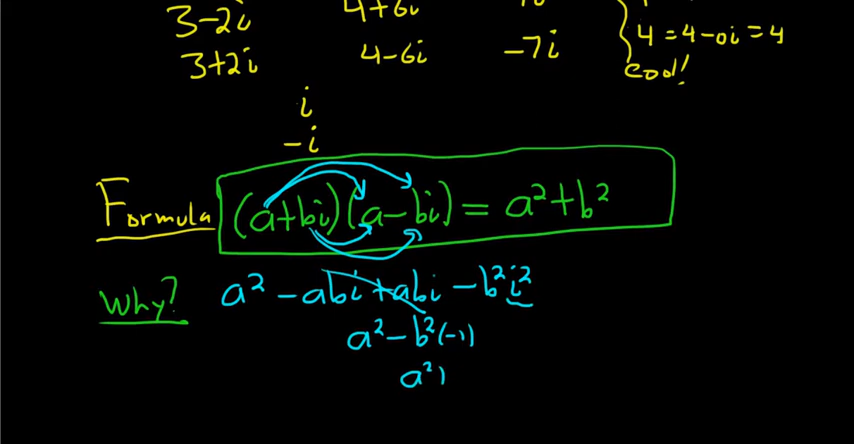 3-2i 4+6i
3+2i 4-6i -7i 4=4-0i=4
cool!
i
-i
Formula (a+bi)(a-bi) = a²+b²
Why? a² - abi + abi - b²i²
a² - b²(-1)
a²